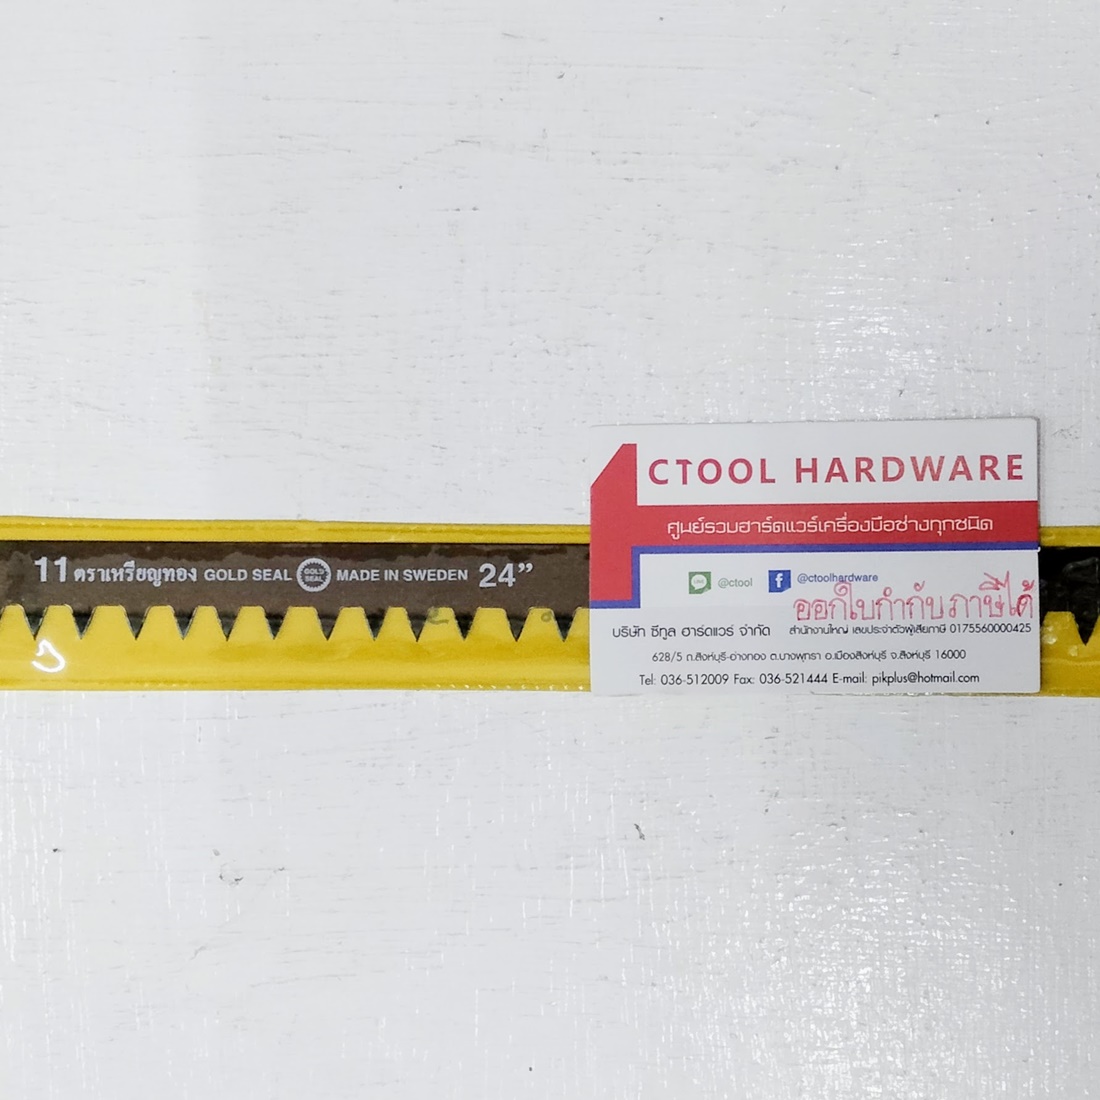 CTOOL HARDWARE
ศูนย์รวมฮาร์ดแวร์เครื่องมือช่างทุกชนิด
11 ตราเหรียญทอง GOLD SEAL GOLD SEAL MADE IN SWEDEN 24”
LINE @ctool f @ctoolhardware
ออกใบกำกับภาษีได้
บริษัท ซีทูล ฮาร์ดแวร์ จำกัด สำนักงานใหญ่ เลขประจำตัวผู้เสียภาษี 0175560000425
628/5 ถ.สิงห์บุรี-อ่างทอง ต.บางพุทรา อ.เมืองสิงห์บุรี จ.สิงห์บุรี 16000
Tel: 036-512009 Fax: 036-521444 E-mail: pikplus@hotmail.com